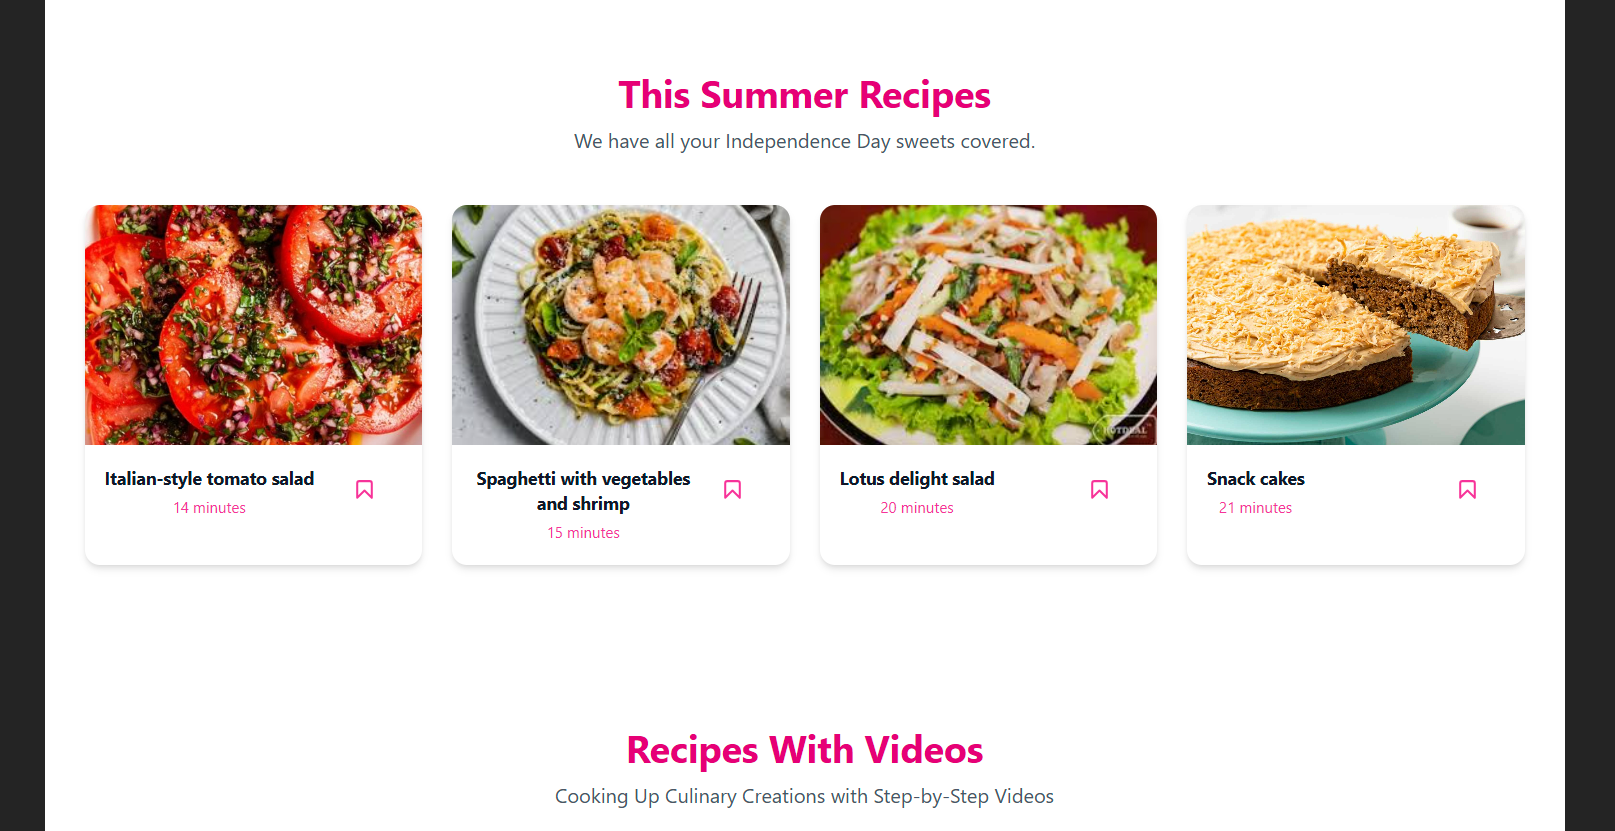 This Summer Recipes
We have all your Independence Day sweets covered.
HOTDEAL
Italian-style tomato salad
14 minutes
Spaghetti with vegetables
and shrimp
15 minutes
Lotus delight salad
20 minutes
Snack cakes
21 minutes
Recipes With Videos
Cooking Up Culinary Creations with Step-by-Step Videos